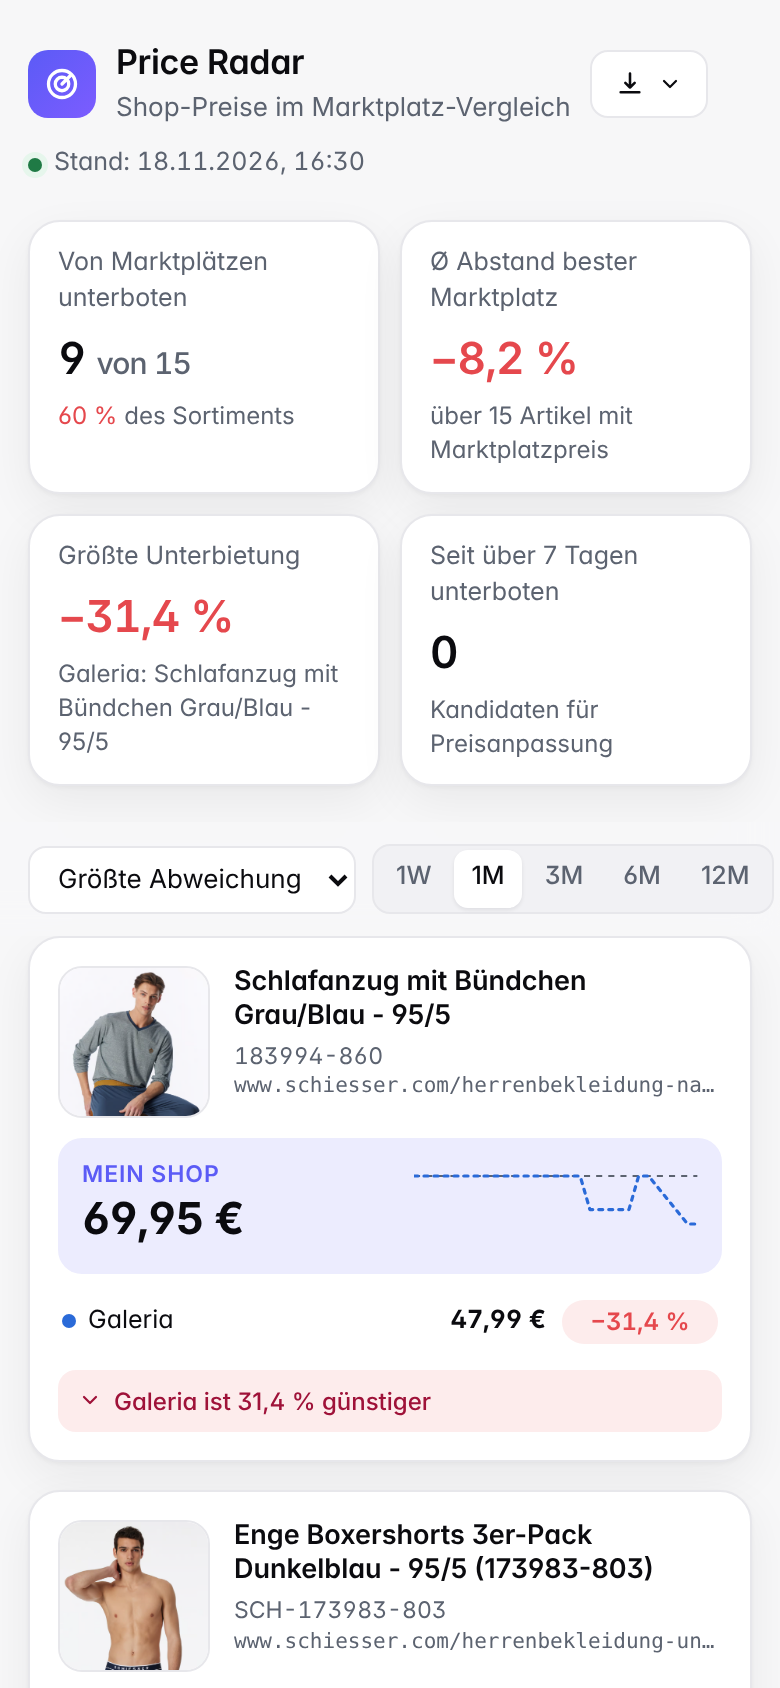 Price Radar
Shop-Preise im Marktplatz-Vergleich
Stand: 18.11.2026, 16:30
Von Marktplätzen
unterboten
9 von 15
60 % des Sortiments
Ø Abstand bester
Marktplatz
−8,2 %
über 15 Artikel mit
Marktplatzpreis
Größte Unterbietung
−31,4 %
Galeria: Schlafanzug mit
Bündchen Grau/Blau -
95/5
Seit über 7 Tagen
unterboten
0
Kandidaten für
Preisanpassung
Größte Abweichung
1W 1M 3M 6M 12M
Schlafanzug mit Bündchen
Grau/Blau - 95/5
183994-860
www.schiesser.com/herrenbekleidung-na…
MEIN SHOP
69,95 €
Galeria 47,99 € −31,4 %
Galeria ist 31,4 % günstiger
Enge Boxershorts 3er-Pack
Dunkelblau - 95/5 (173983-803)
SCH-173983-803
www.schiesser.com/herrenbekleidung-un…